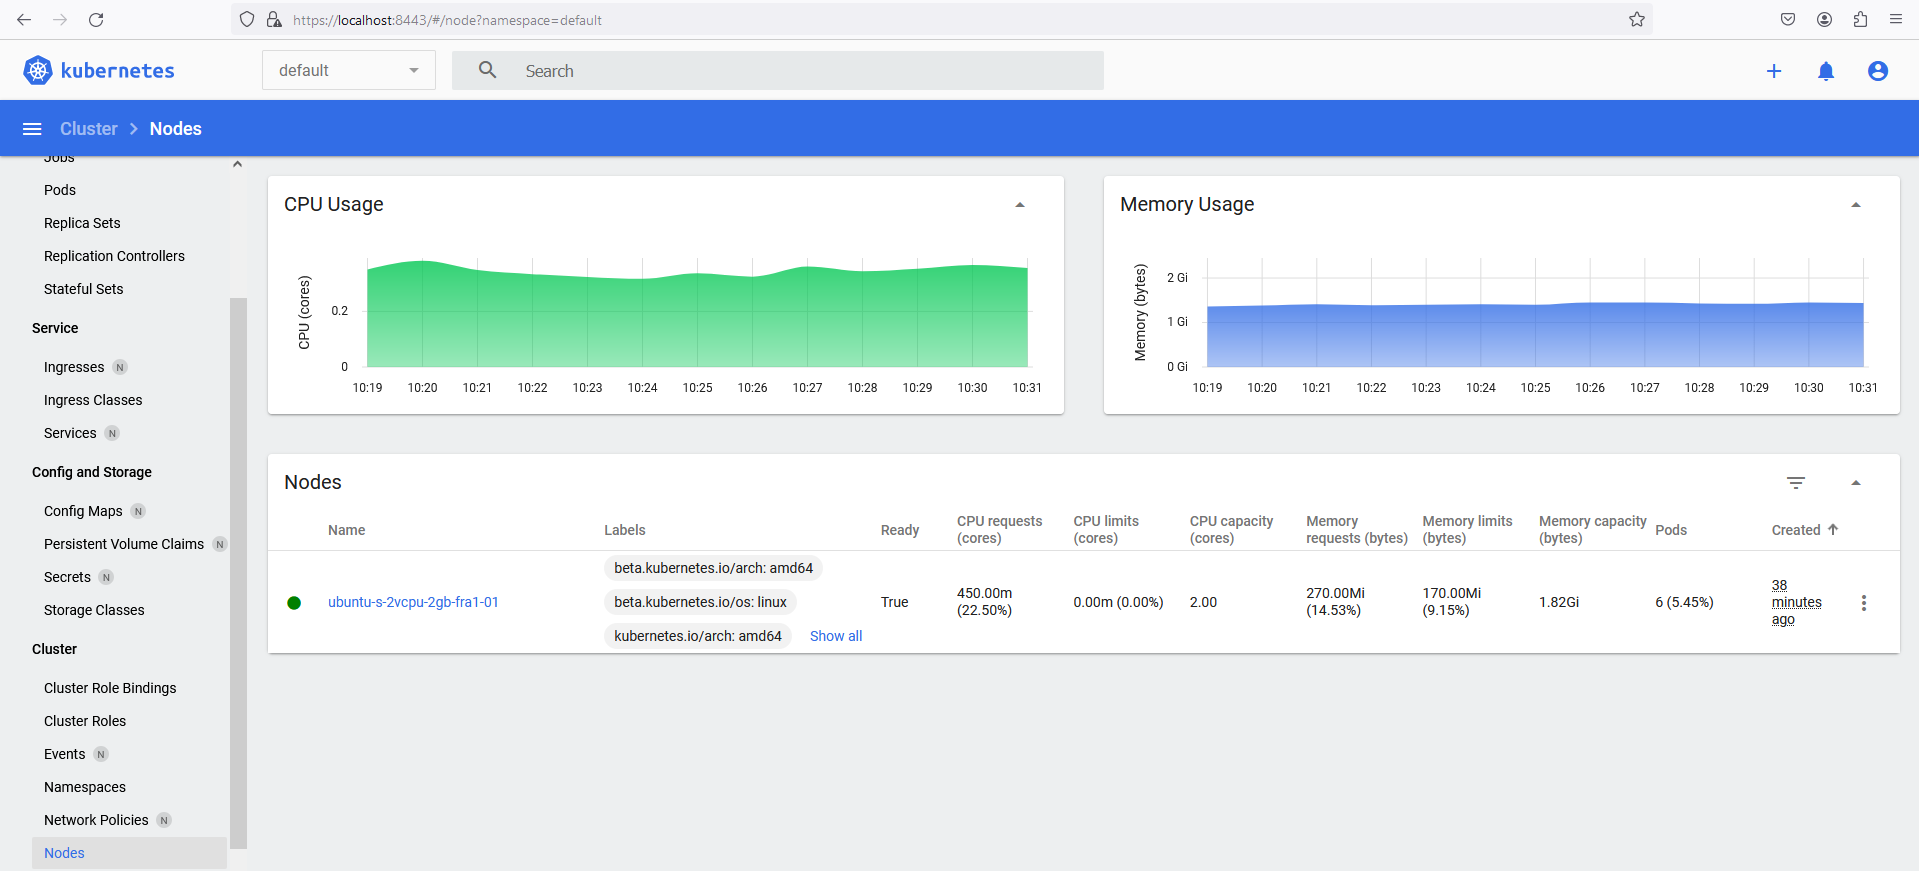 https://localhost:8443/#/node?namespace=default
kubernetes
default
Search
Cluster
Nodes
Jobs
Pods
Replica Sets
Replication Controllers
Stateful Sets
Service
Ingresses N
Ingress Classes
Services N
Config and Storage
Config Maps N
Persistent Volume Claims N
Secrets N
Storage Classes
Cluster
Cluster Role Bindings
Cluster Roles
Events N
Namespaces
Network Policies N
Nodes
CPU Usage
CPU (cores)
0.2
0
10:19 10:20 10:21 10:22 10:23 10:24 10:25 10:26 10:27 10:28 10:29 10:30 10:31
Memory Usage
Memory (bytes)
2 Gi
1 Gi
0 Gi
10:19 10:20 10:21 10:22 10:23 10:24 10:25 10:26 10:27 10:28 10:29 10:30 10:31
Nodes
Name
Labels
Ready
CPU requests
(cores)
CPU limits
(cores)
CPU capacity
(cores)
Memory
requests (bytes)
Memory limits
(bytes)
Memory capacity
(bytes)
Pods
Created
ubuntu-s-2vcpu-2gb-fra1-01
beta.kubernetes.io/arch: amd64
beta.kubernetes.io/os: linux
kubernetes.io/arch: amd64
Show all
True
450.00m
(22.50%)
0.00m (0.00%)
2.00
270.00Mi
(14.53%)
170.00Mi
(9.15%)
1.82Gi
6 (5.45%)
38
minutes
ago